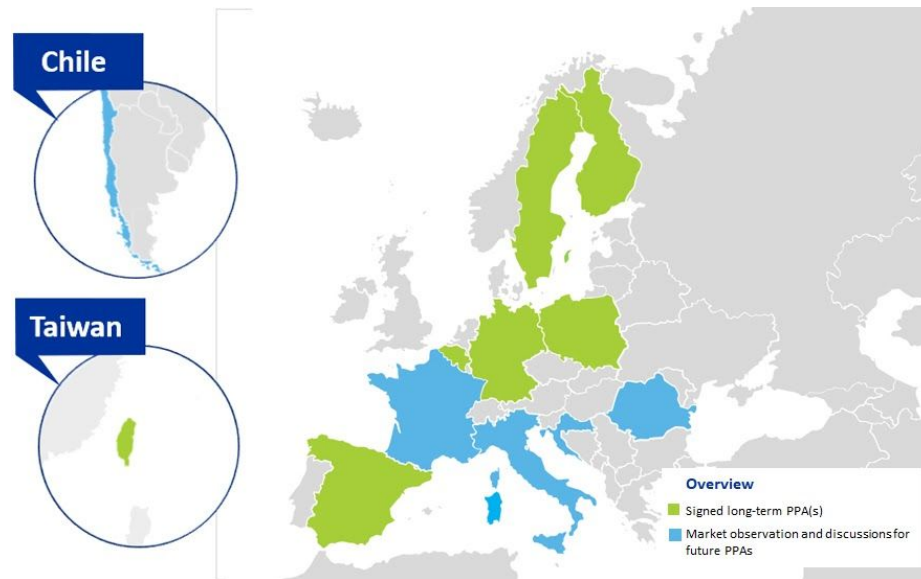 Chile
Taiwan
Overview
Signed long-term PPA(s)
Market observation and discussions for
future PPAs